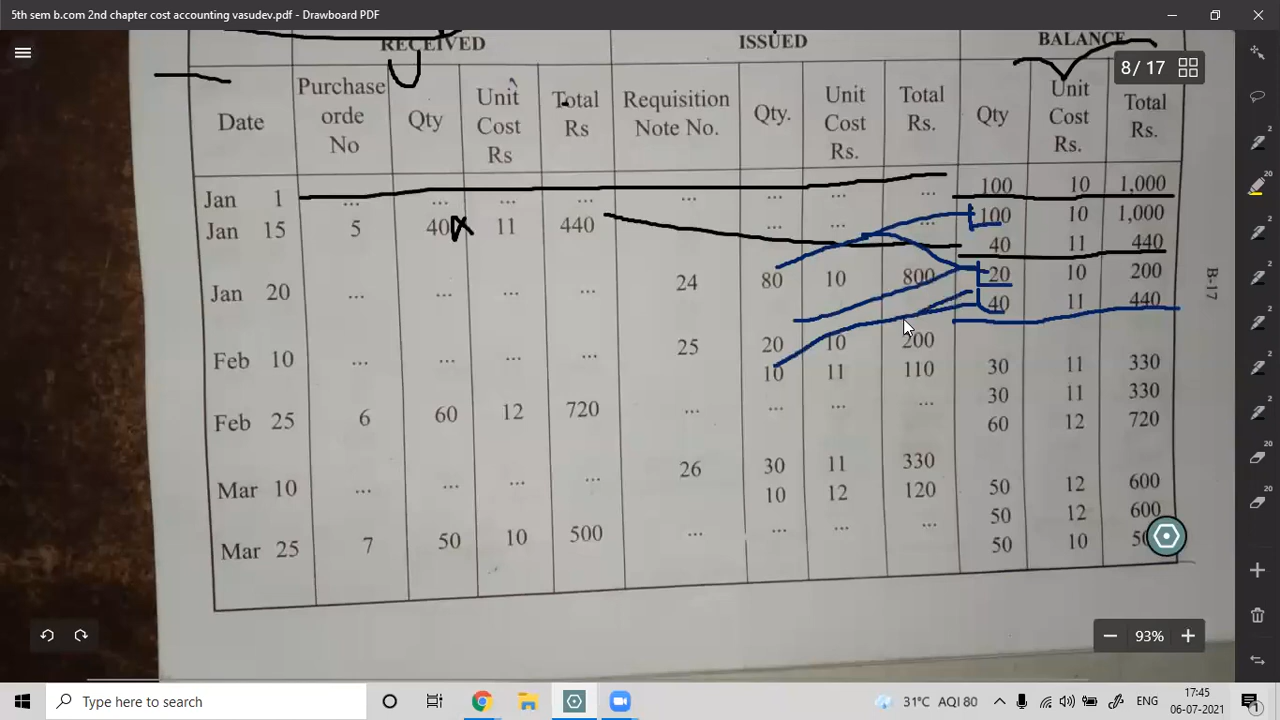 5th sem b.com 2nd chapter cost accounting vasudev.pdf - Drawboard PDF
8 / 17
RECEIVED ISSUED BALANCE
Date Purchase orde No Qty Unit Cost Rs Total Rs Requisition Note No. Qty. Unit Cost Rs. Total Rs. Qty Unit Cost Rs. Total Rs.
Jan 1 ... ... ... ... ... ... ... 100 10 1,000
Jan 15 5 40 11 440 ... ... ... 100 10 1,000
40 11 440
Jan 20 ... ... ... ... 24 80 10 800 20 10 200
40 11 440
Feb 10 ... ... ... ... 25 20 10 200
10 11 110 30 11 330
Feb 25 6 60 12 720 ... ... ... ... 30 11 330
60 12 720
Mar 10 ... ... ... ... 26 30 11 330
10 12 120 50 12 600
Mar 25 7 50 10 500 ... ... ... ... 50 12 600
50 10
B-17
93%
Type here to search
31°C AQI 80
ENG
17:45
06-07-2021